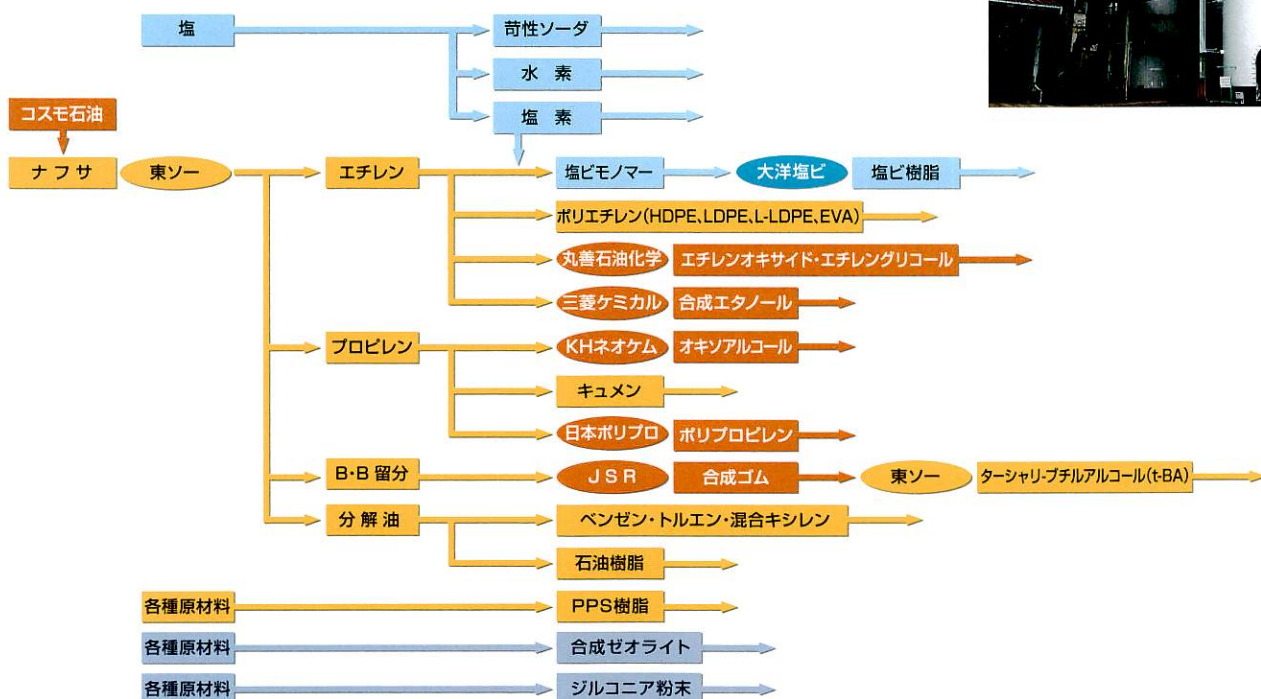 塩
苛性ソーダ
水 素
塩 素
コスモ石油
ナ フ サ 東ソー エチレン 塩ビモノマー 大洋塩ビ 塩ビ樹脂
ポリエチレン(HDPE、LDPE、L-LDPE、EVA)
丸善石油化学 エチレンオキサイド・エチレングリコール
三菱ケミカル 合成エタノール
プロピレン KHネオケム オキソアルコール
キュメン
日本ポリプロ ポリプロピレン
B・B 留分 J S R 合成ゴム 東ソー ターシャリ-ブチルアルコール(t-BA)
分 解 油 ベンゼン・トルエン・混合キシレン
石油樹脂
各種原材料 PPS樹脂
各種原材料 合成ゼオライト
各種原材料 ジルコニア粉末